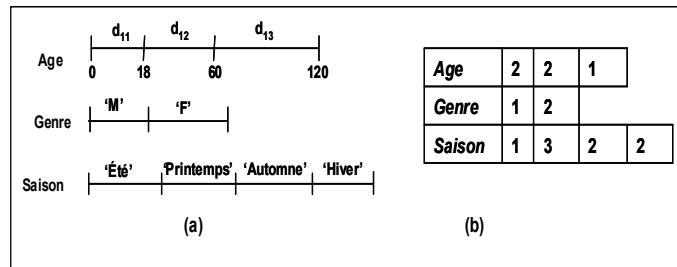 d11 d12 d13
Age
0 18 60 120
'M' 'F'
Genre
'Été' 'Printemps' 'Automne' 'Hiver'
Saison
(a)
Age 2 2 1
Genre 1 2
Saison 1 3 2 2
(b)